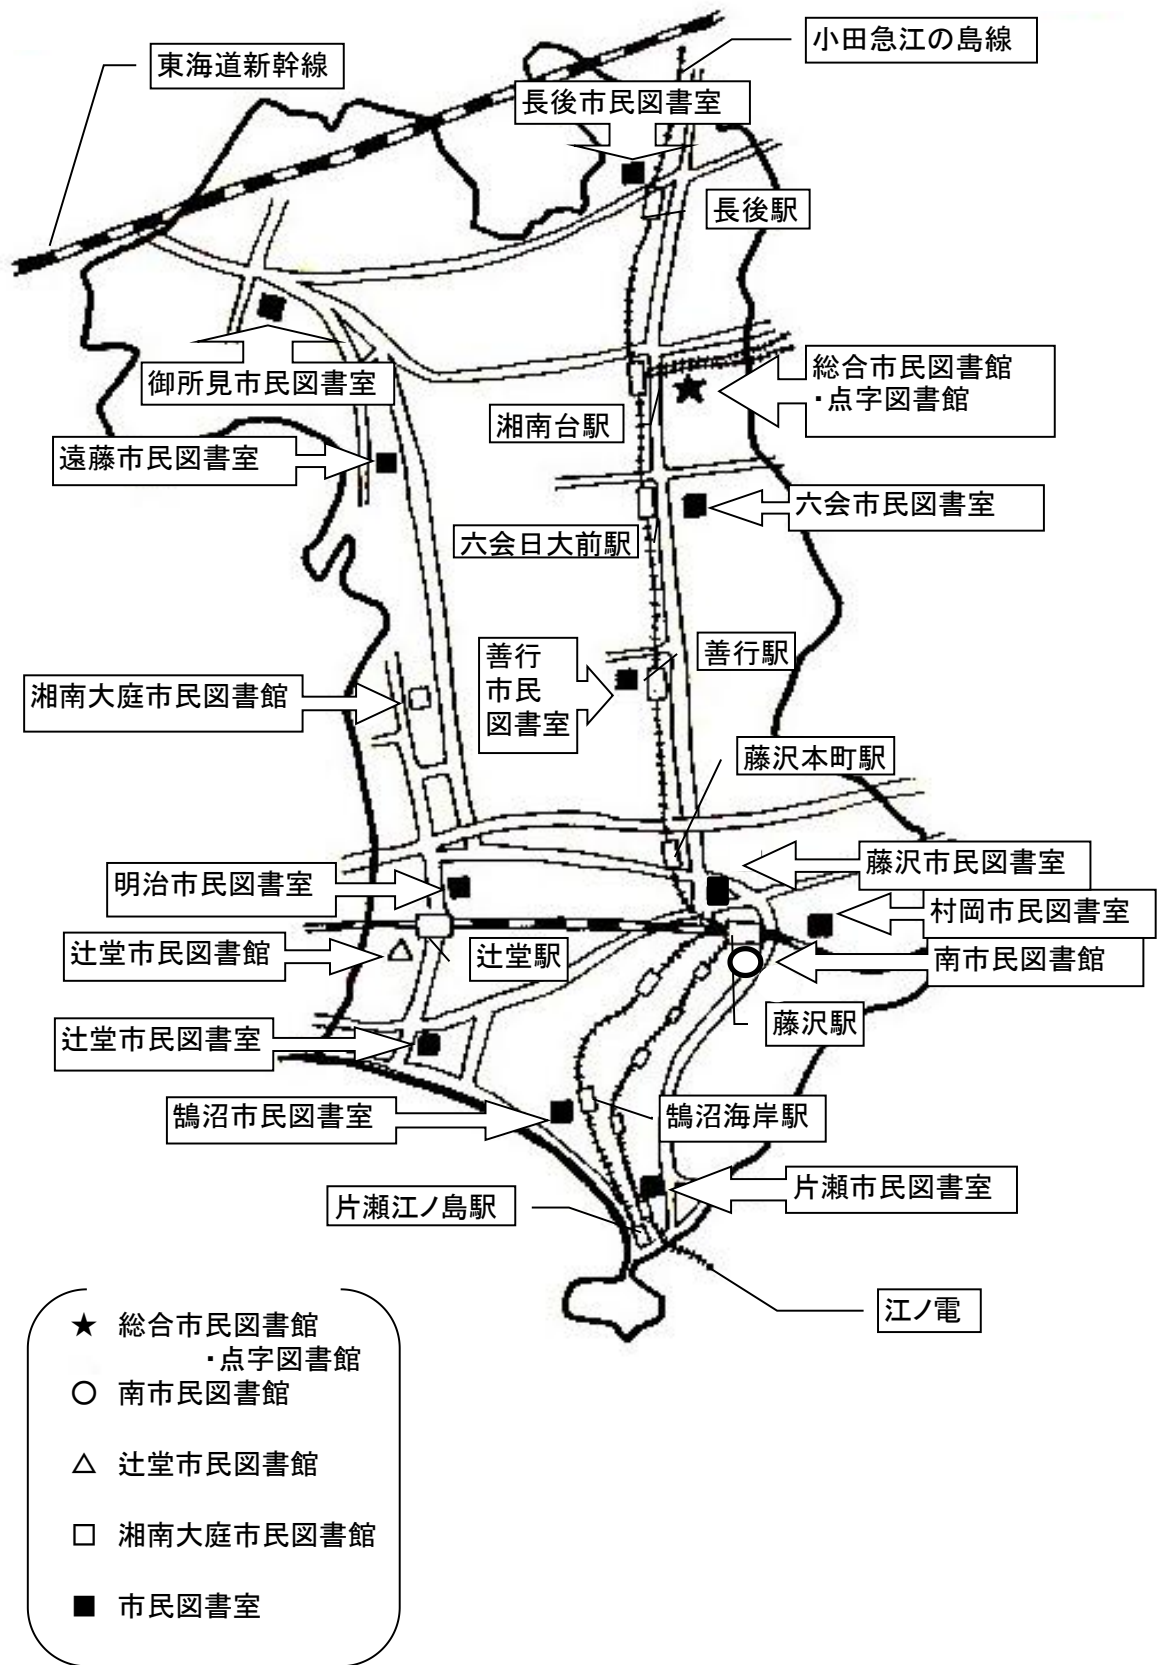 小田急江の島線
東海道新幹線
長後市民図書室
長後駅
御所見市民図書室
総合市民図書館
・点字図書館
湘南台駅
遠藤市民図書室
六会市民図書室
六会日大前駅
善行
市民
図書室
善行駅
湘南大庭市民図書館
藤沢本町駅
藤沢市民図書室
明治市民図書室
村岡市民図書室
辻堂市民図書館
辻堂駅
南市民図書館
藤沢駅
辻堂市民図書室
鵠沼市民図書室
鵠沼海岸駅
片瀬市民図書室
片瀬江ノ島駅
江ノ電
★ 総合市民図書館
・点字図書館
○ 南市民図書館
△ 辻堂市民図書館
□ 湘南大庭市民図書館
■ 市民図書室